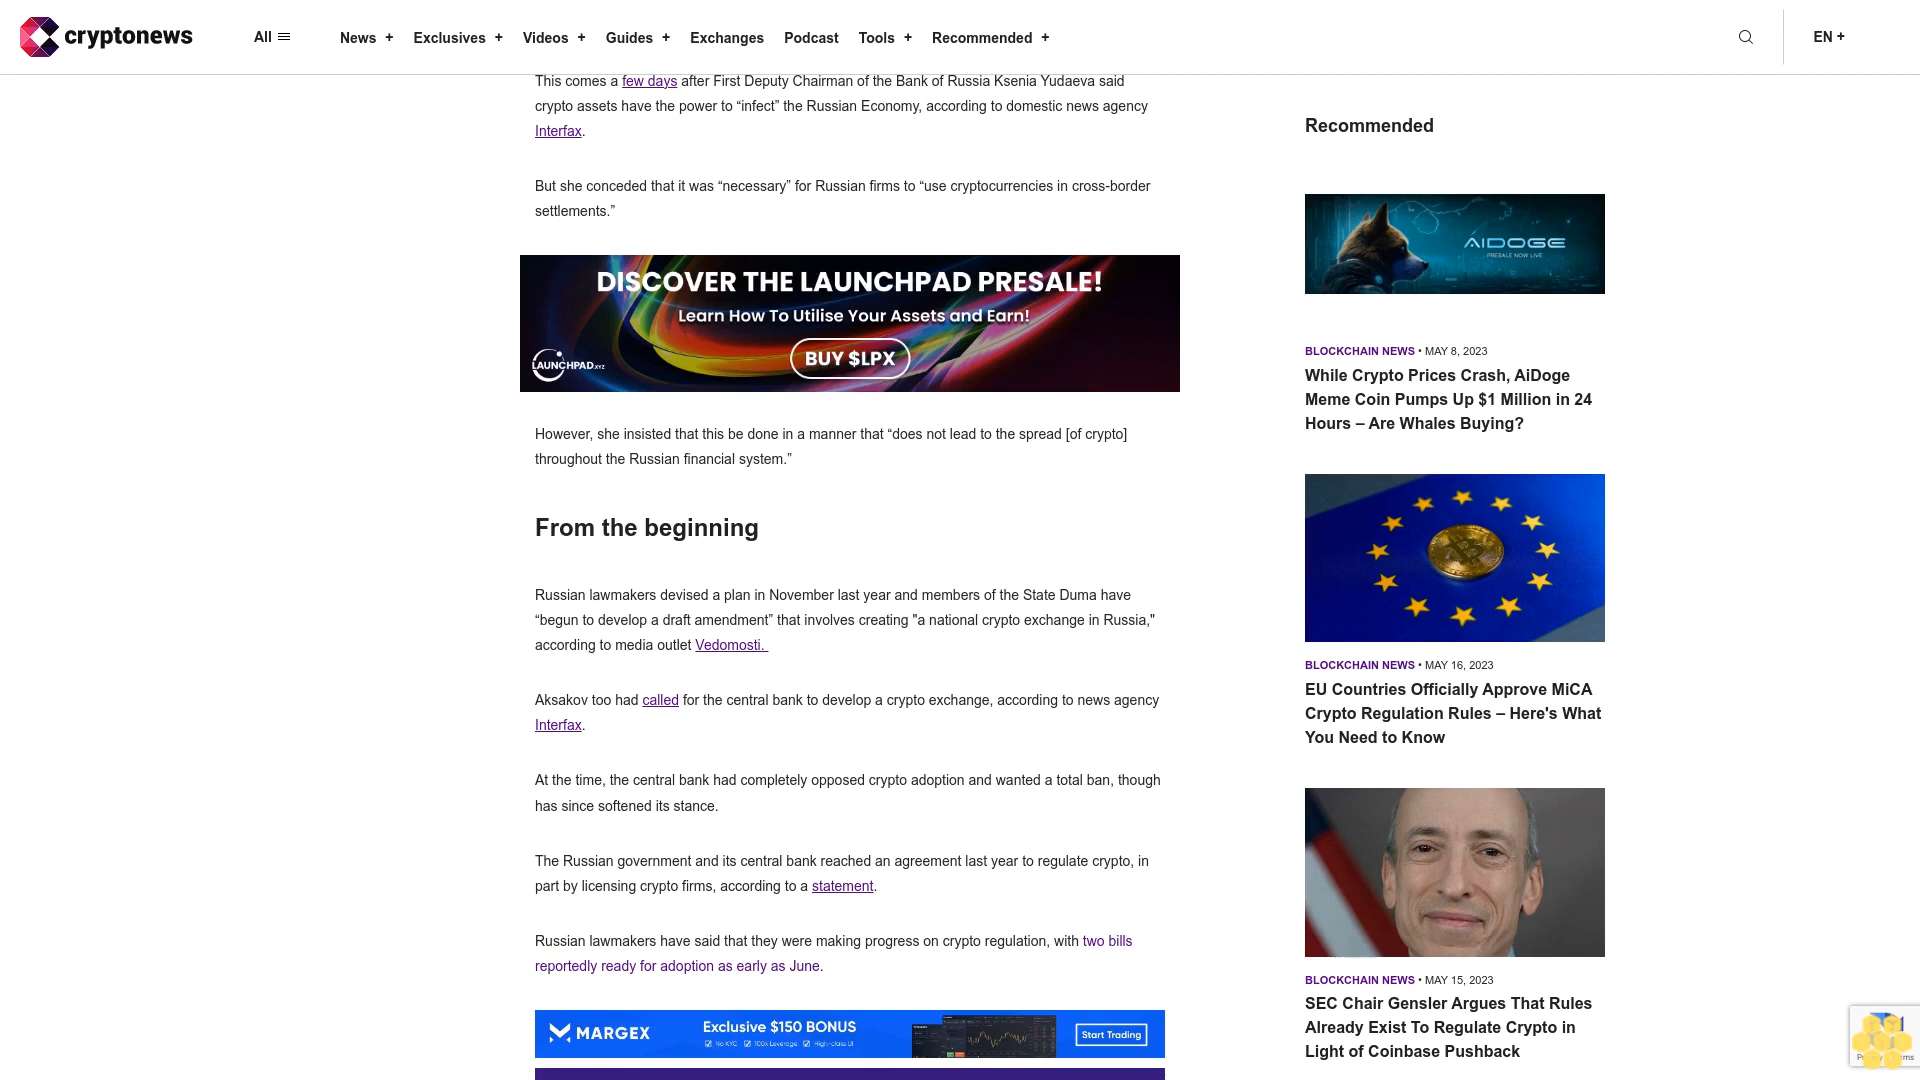 cryptonews
All
News +
Exclusives +
Videos +
Guides +
Exchanges
Podcast
Tools +
Recommended +
EN +
This comes a few days after First Deputy Chairman of the Bank of Russia Ksenia Yudaeva said
crypto assets have the power to “infect” the Russian Economy, according to domestic news agency
Interfax.
But she conceded that it was “necessary” for Russian firms to “use cryptocurrencies in cross-border
settlements.”
DISCOVER THE LAUNCHPAD PRESALE!
Learn How To Utilise Your Assets and Earn!
BUY $LPX
LAUNCHPAD.XYZ
However, she insisted that this be done in a manner that “does not lead to the spread [of crypto]
throughout the Russian financial system.”
From the beginning
Russian lawmakers devised a plan in November last year and members of the State Duma have
“begun to develop a draft amendment” that involves creating "a national crypto exchange in Russia,"
according to media outlet Vedomosti.
Aksakov too had called for the central bank to develop a crypto exchange, according to news agency
Interfax.
At the time, the central bank had completely opposed crypto adoption and wanted a total ban, though
has since softened its stance.
The Russian government and its central bank reached an agreement last year to regulate crypto, in
part by licensing crypto firms, according to a statement.
Russian lawmakers have said that they were making progress on crypto regulation, with two bills
reportedly ready for adoption as early as June.
MARGEX
Exclusive $150 BONUS
No KYC
100x Leverage
High-class UI
Start Trading
Recommended
AIDOGE
PRESALE NOW LIVE
BLOCKCHAIN NEWS • MAY 8, 2023
While Crypto Prices Crash, AiDoge
Meme Coin Pumps Up $1 Million in 24
Hours – Are Whales Buying?
BLOCKCHAIN NEWS • MAY 16, 2023
EU Countries Officially Approve MiCA
Crypto Regulation Rules – Here's What
You Need to Know
BLOCKCHAIN NEWS • MAY 15, 2023
SEC Chair Gensler Argues That Rules
Already Exist To Regulate Crypto in
Light of Coinbase Pushback